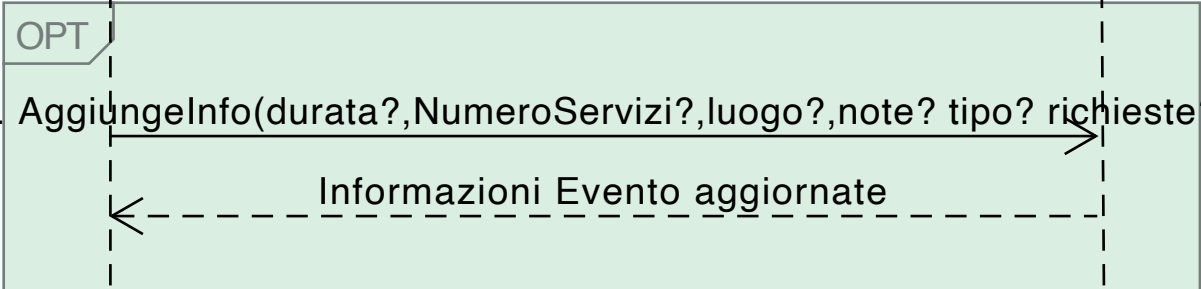 OPT
. AggiungeInfo(durata?,NumeroServizi?,luogo?,note? tipo? richieste
Informazioni Evento aggiornate